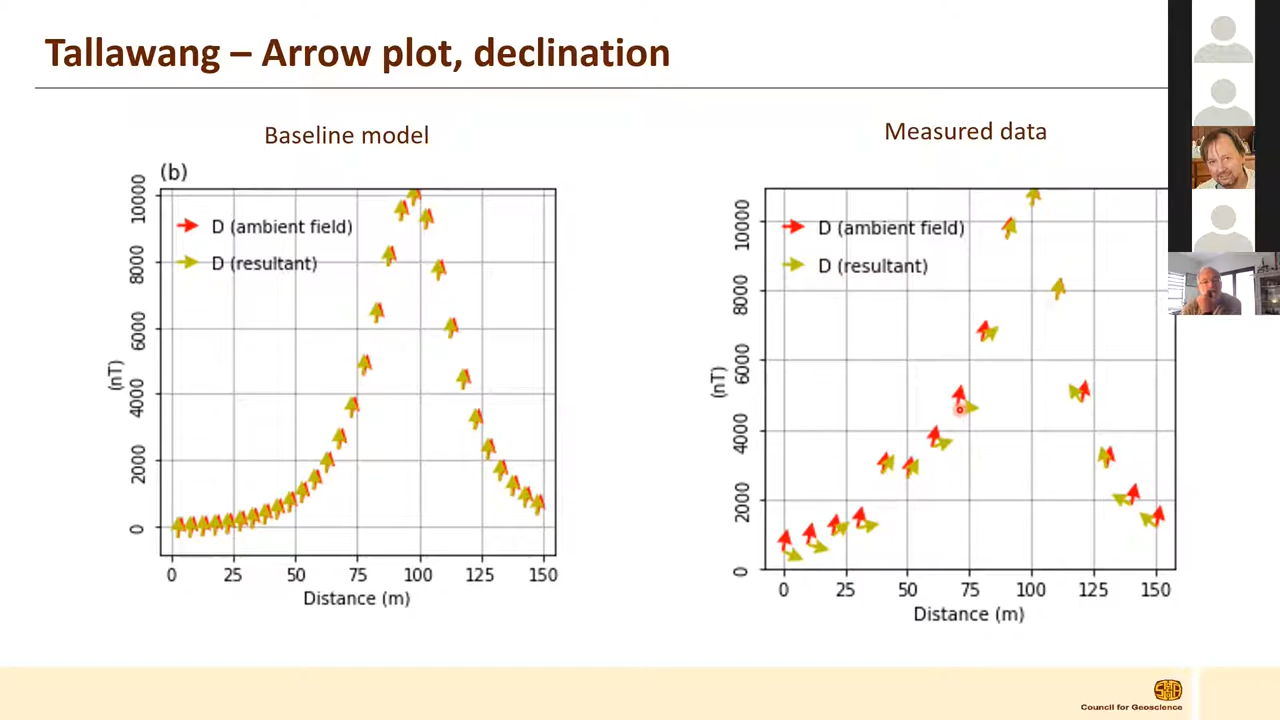 Tallawang – Arrow plot, declination
Baseline model
(b)
D (ambient field)
D (resultant)
(nT)
10000
8000
6000
4000
2000
0
0 25 50 75 100 125 150
Distance (m)
Measured data
D (ambient field)
D (resultant)
(nT)
10000
8000
6000
4000
2000
0
0 25 50 75 100 125 150
Distance (m)
Council for Geoscience